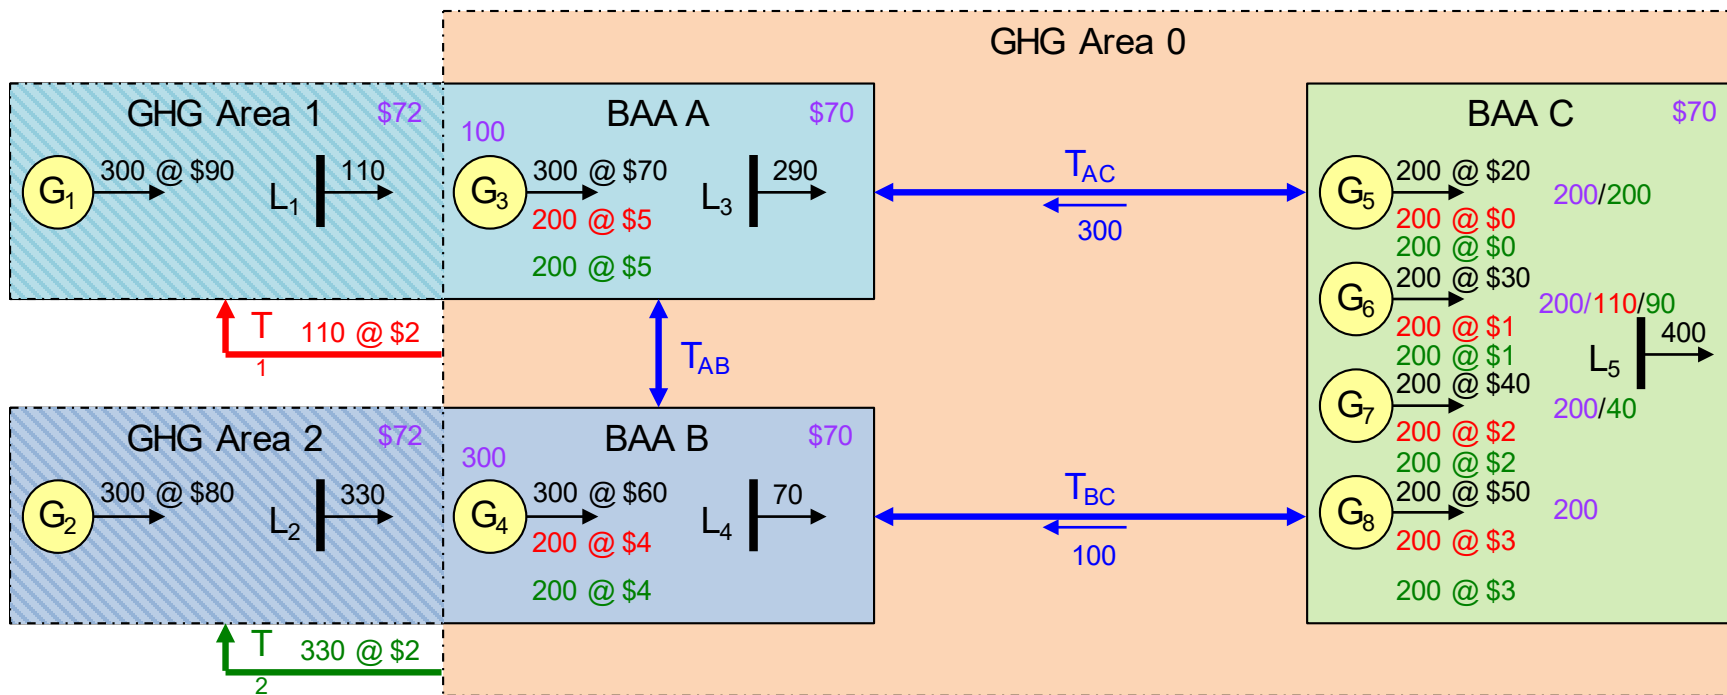 GHG Area 0
GHG Area 1
$72
G1
300 @ $90
L1
110
T
1
110 @ $2
BAA A
$70
100
G3
300 @ $70
200 @ $5
200 @ $5
L3
290
TAC
300
TAB
GHG Area 2
$72
G2
300 @ $80
L2
330
T
2
330 @ $2
BAA B
$70
300
G4
300 @ $60
200 @ $4
200 @ $4
L4
70
TBC
100
BAA C
$70
G5
200 @ $20
200 @ $0
200 @ $0
200/200
G6
200 @ $30
200 @ $1
200 @ $1
200/110/90
L5
400
G7
200 @ $40
200 @ $2
200 @ $2
200/40
G8
200 @ $50
200 @ $3
200 @ $3
200